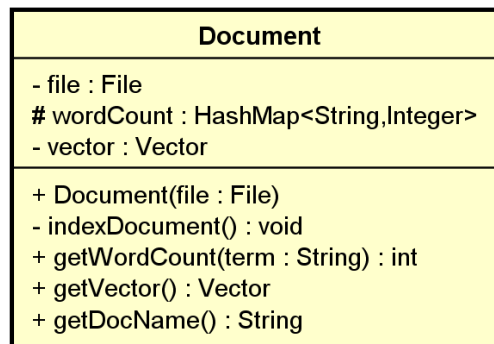 Document
- file : File
# wordCount : HashMap<String,Integer>
- vector : Vector
+ Document(file : File)
- indexDocument() : void
+ getWordCount(term : String) : int
+ getVector() : Vector
+ getDocName() : String